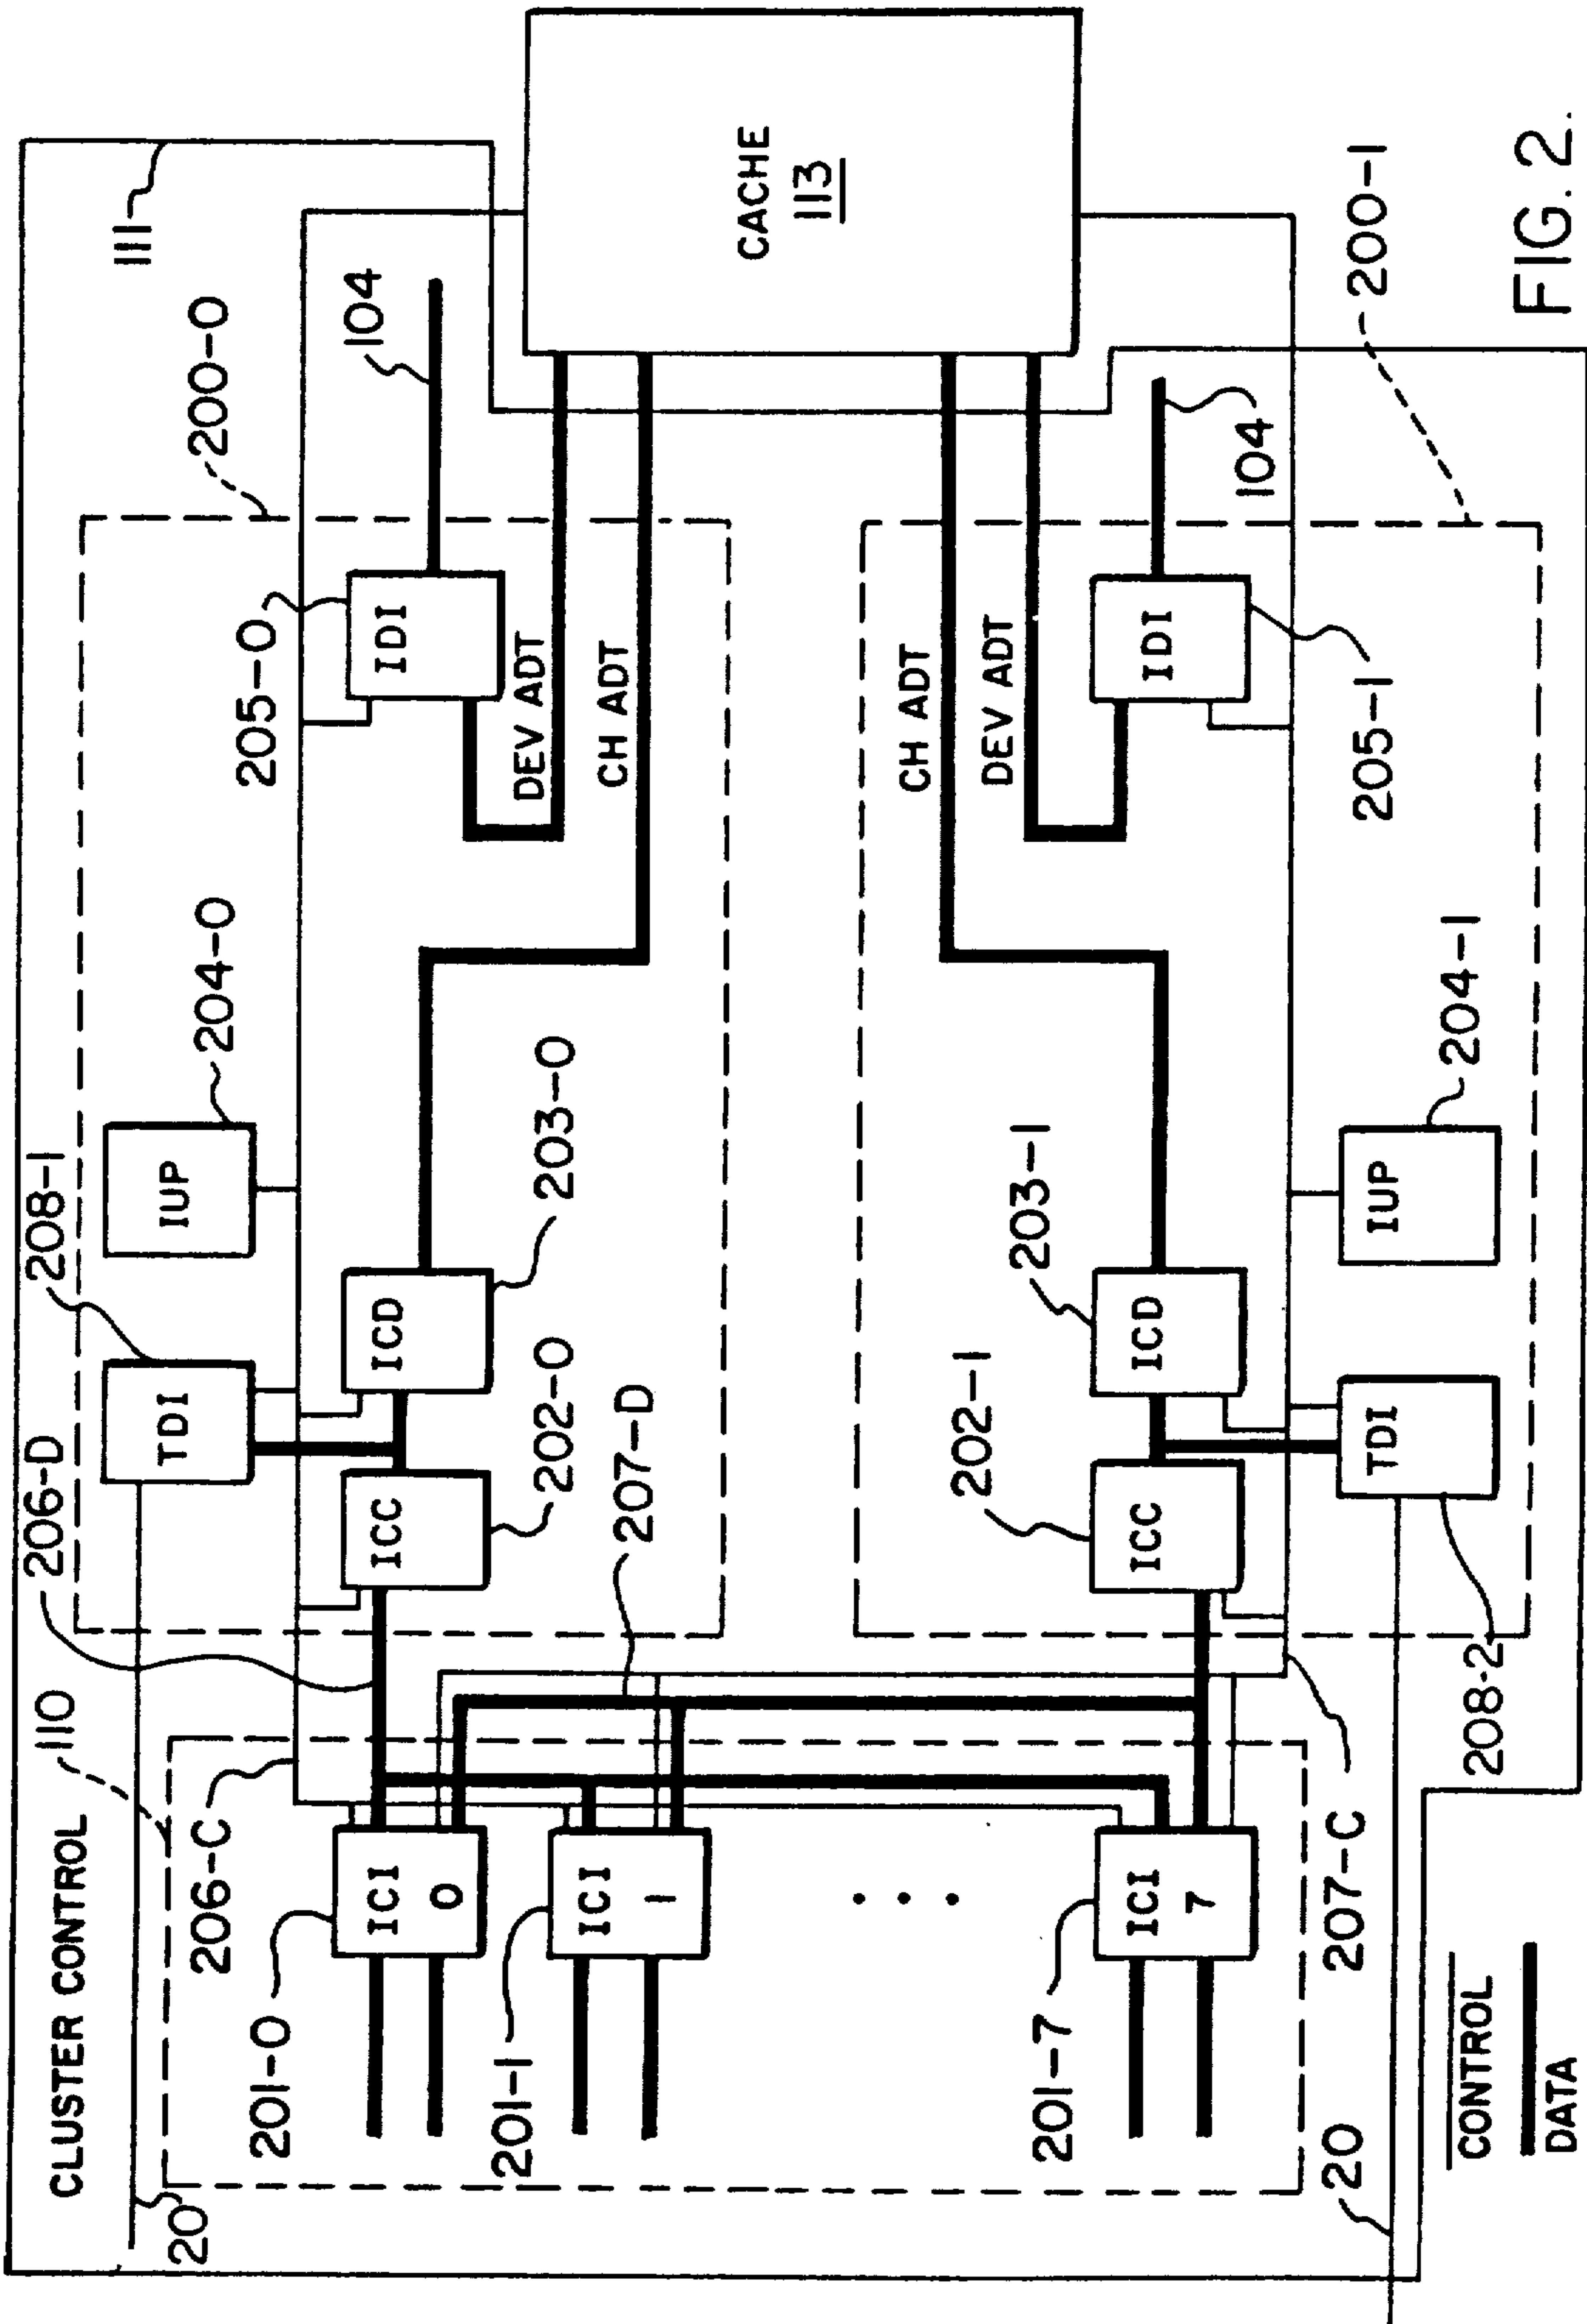 CLUSTER CONTROL
110
206-D
208-1
204-0
205-0
200-0
104
111
20
206-C
TDI
IUP
IDI
201-0
ICI
0
ICC
ICD
203-0
202-0
DEV ADT
CH ADT
207-D
201-1
ICI
1
CACHE
113
201-7
ICI
7
202-1
203-1
CH ADT
DEV ADT
ICC
ICD
IDI
104
20
207-C
208-2
TDI
IUP
204-1
205-1
200-1
CONTROL
DATA
FIG. 2.